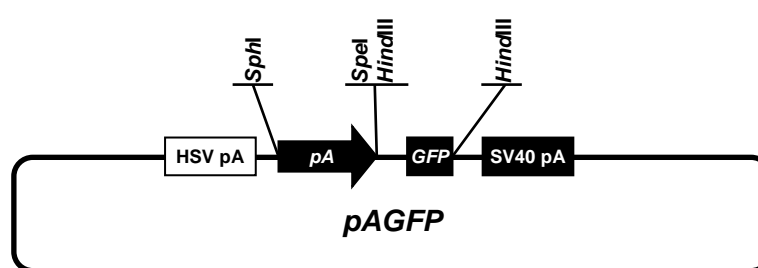 SphI
SpeI
HindIII
HindIII
HSV pA
pA
GFP
SV40 pA
pAGFP